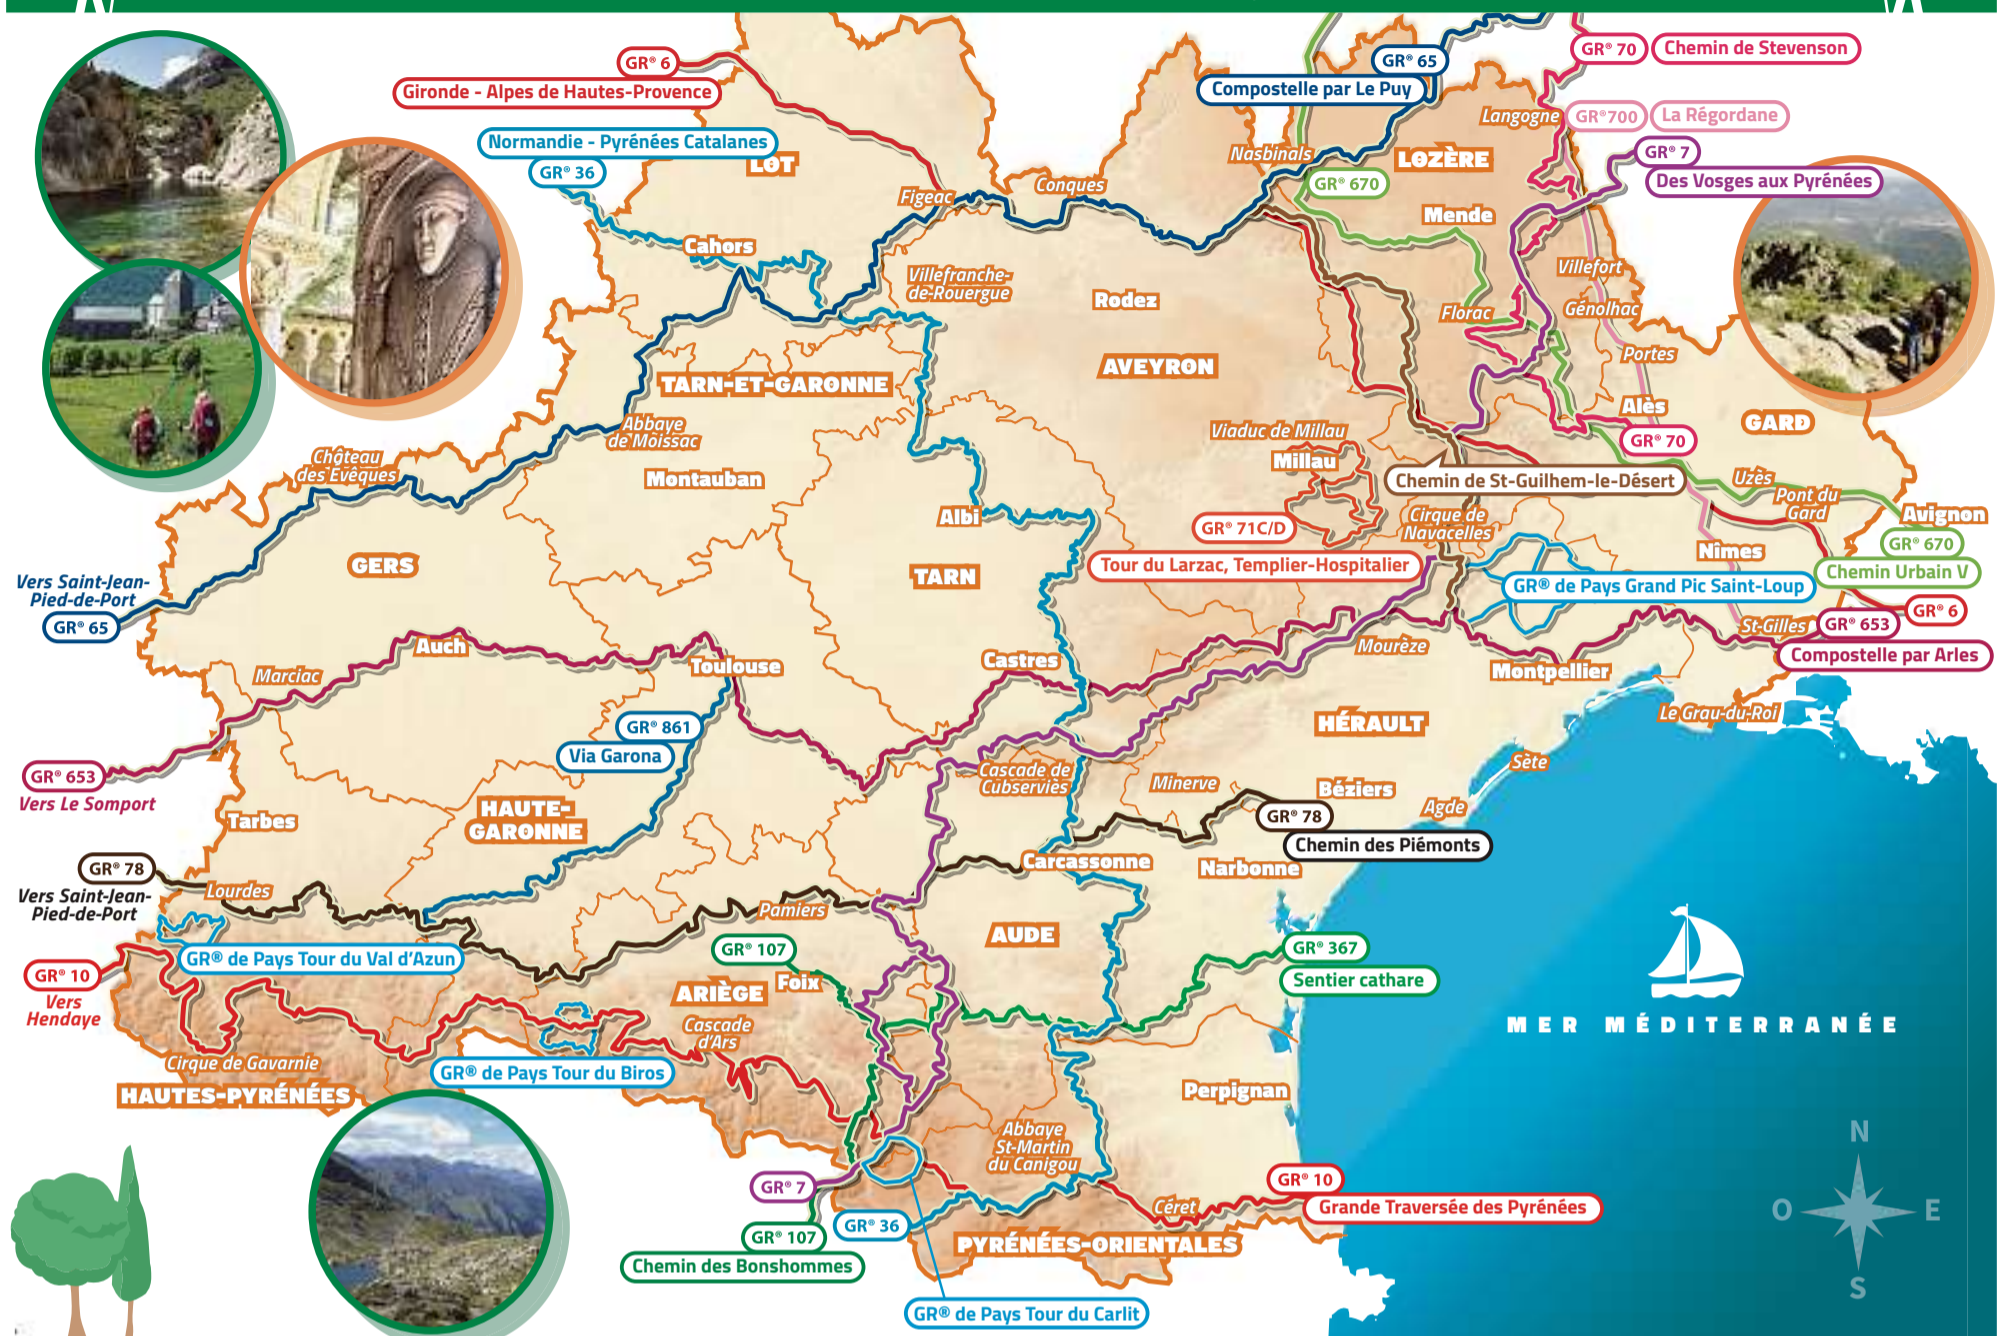 GR® 6
Gironde - Alpes de Hautes-Provence
Normandie - Pyrénées Catalanes
GR® 36
LOT
GR® 65
Compostelle par Le Puy
GR® 70
Chemin de Stevenson
Langogne
GR®700
La Régordane
GR® 7
Des Vosges aux Pyrénées
Nasbinals
LOZÈRE
GR® 670
Mende
Figeac
Conques
Cahors
Villefranche-
de-Rouergue
Rodez
Villefort
Florac
Génolhac
Portes
AVEYRON
TARN-ET-GARONNE
Abbaye
de Moissac
Alès
GARD
GR® 70
Viaduc de Millau
Millau
Château
des Evêques
Montauban
Chemin de St-Guilhem-le-Désert
Uzès
Pont du
Gard
Avignon
GR® 670
Chemin Urbain V
Albi
GR® 71C/D
Cirque de
Navacelles
Tour du Larzac, Templier-Hospitalier
Nîmes
GERS
TARN
GR® de Pays Grand Pic Saint-Loup
Vers Saint-Jean-
Pied-de-Port
GR® 65
GR® 6
St-Gilles
GR® 653
Compostelle par Arles
Auch
Marciac
Toulouse
Castres
Mourèze
Montpellier
Le Grau-du-Roi
GR® 861
Via Garona
HÉRAULT
GR® 653
Vers Le Somport
Cascade de
Cubserviès
Minerve
Béziers
Sète
Agde
HAUTE-
GARONNE
Tarbes
GR® 78
Chemin des Piémonts
GR® 78
Vers Saint-Jean-
Pied-de-Port
Lourdes
Carcassonne
Narbonne
Pamiers
AUDE
GR® de Pays Tour du Val d'Azun
GR® 107
GR® 367
Sentier cathare
GR® 10
Vers
Hendaye
ARIÈGE
Foix
Cascade
d'Ars
MER MÉDITERRANÉE
Cirque de Gavarnie
GR® de Pays Tour du Biros
HAUTES-PYRÉNÉES
Perpignan
Abbaye
St-Martin
du Canigou
GR® 7
GR® 10
Grande Traversée des Pyrénées
Céret
GR® 36
GR® 107
Chemin des Bonshommes
PYRÉNÉES-ORIENTALES
GR® de Pays Tour du Carlit
N
O
E
S